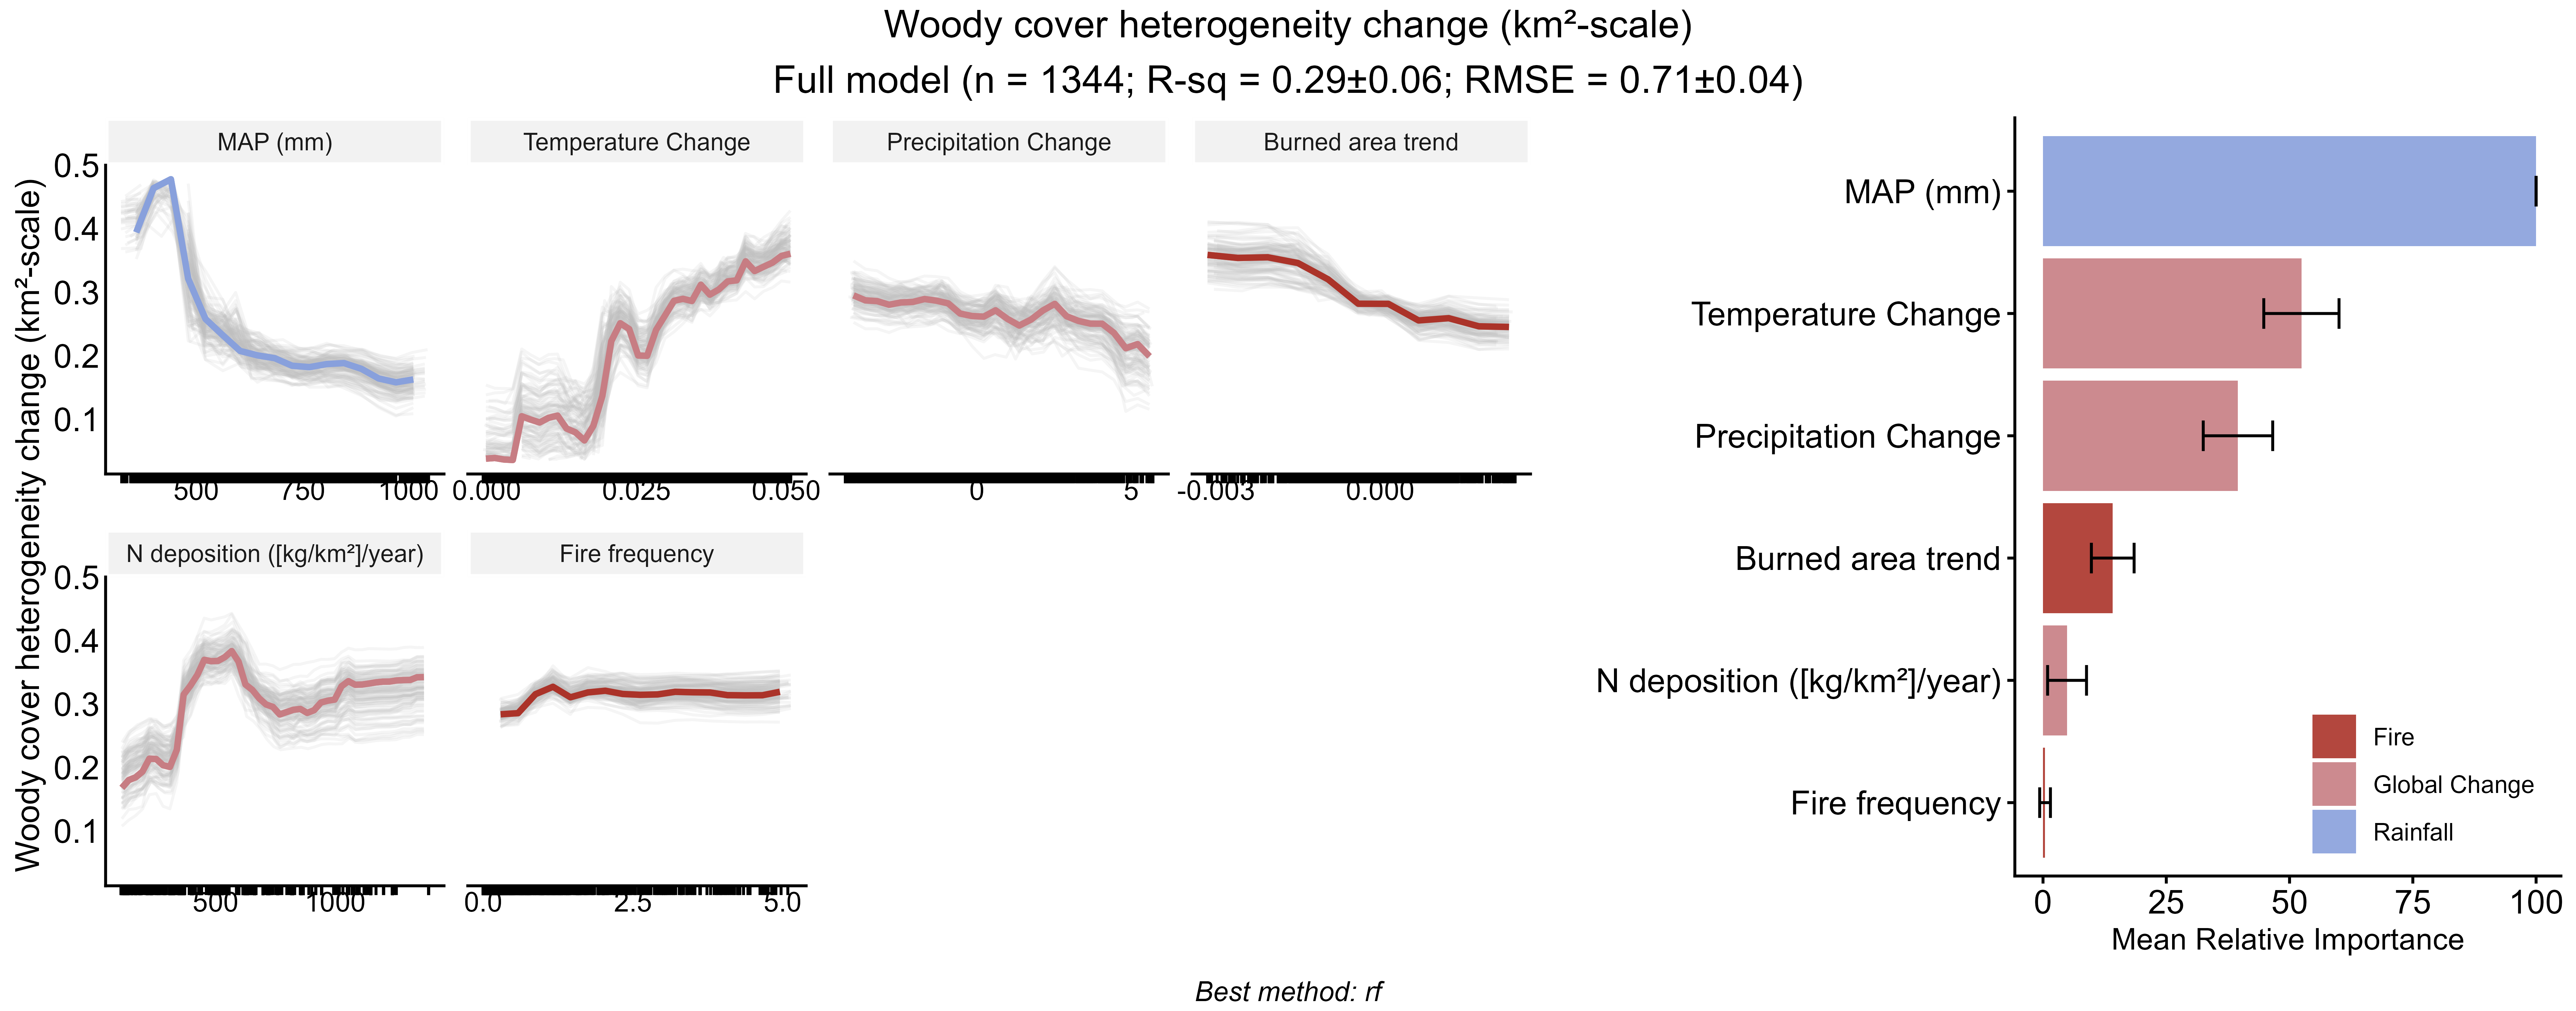 Woody cover heterogeneity change (km²-scale)
Full model (n = 1344; R-sq = 0.29±0.06; RMSE = 0.71±0.04)
Woody cover heterogeneity change (km²-scale)
MAP (mm)
Temperature Change
Precipitation Change
Burned area trend
0.5
0.4
0.3
0.2
0.1
500 750 1000
0.000 0.025 0.050
0 5
-0.003 0.000
N deposition ([kg/km²]/year)
Fire frequency
0.5
0.4
0.3
0.2
0.1
500 1000
0.0 2.5 5.0
MAP (mm)
Temperature Change
Precipitation Change
Burned area trend
N deposition ([kg/km²]/year)
Fire frequency
Fire
Global Change
Rainfall
0 25 50 75 100
Mean Relative Importance
Best method: rf